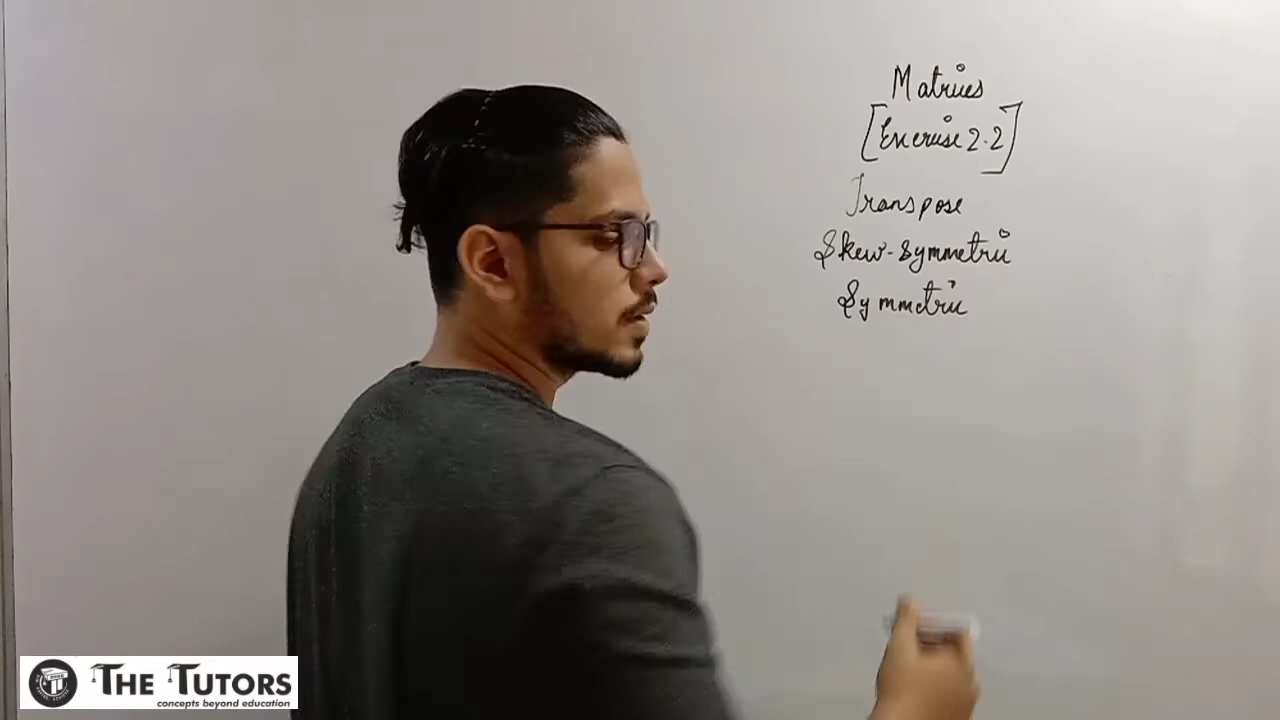 Matrices
[Exercise 2.2]
Transpose
Skew-Symmetric
Symmetric
THE TUTORS
concepts beyond education